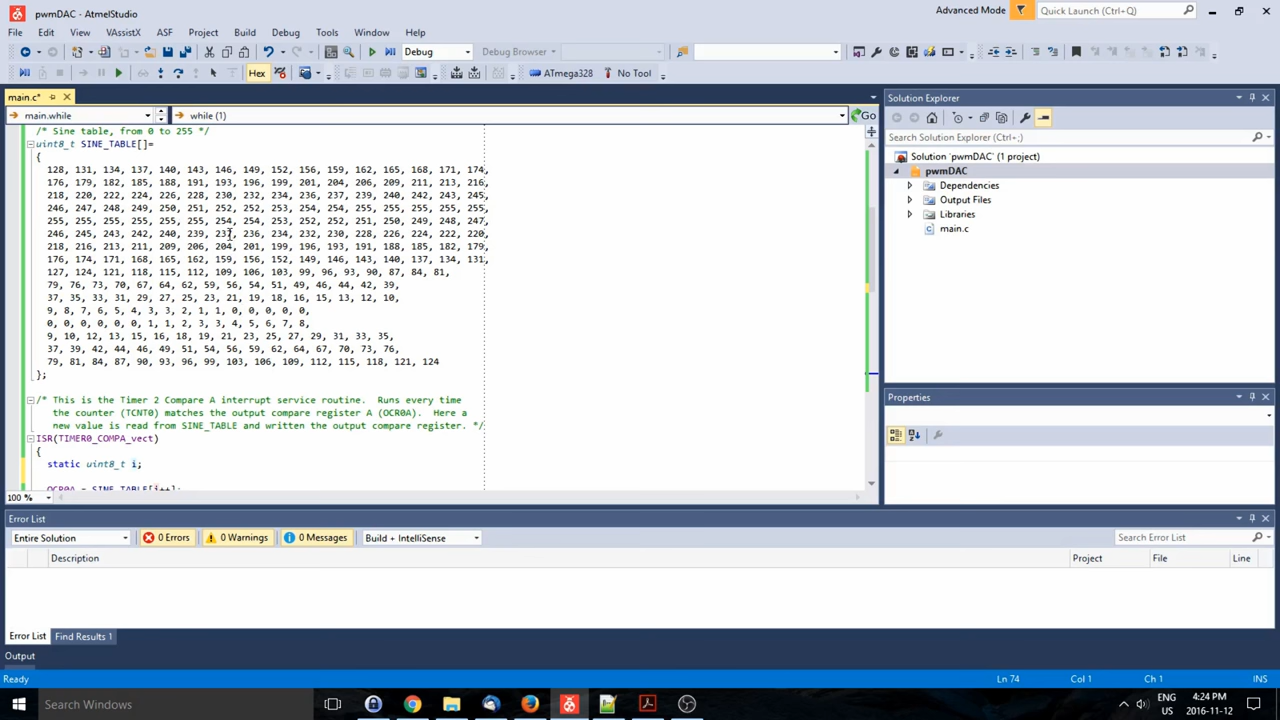 pwmDAC - AtmelStudio
Advanced Mode
Quick Launch (Ctrl+Q)
File Edit View VAssistX ASF Project Build Debug Tools Window Help
Debug
Debug Browser
Hex
ATmega328
No Tool
main.c*
main.while
while (1)
Go
/* Sine table, from 0 to 255 */
uint8_t SINE_TABLE[]=
{
128, 131, 134, 137, 140, 143, 146, 149, 152, 156, 159, 162, 165, 168, 171, 174,
176, 179, 182, 185, 188, 191, 193, 196, 199, 201, 204, 206, 209, 211, 213, 216,
218, 220, 222, 224, 226, 228, 230, 232, 234, 236, 237, 239, 240, 242, 243, 245,
246, 247, 248, 249, 250, 251, 252, 252, 253, 254, 254, 255, 255, 255, 255, 255,
255, 255, 255, 255, 255, 255, 254, 254, 253, 252, 252, 251, 250, 249, 248, 247,
246, 245, 243, 242, 240, 239, 237, 236, 234, 232, 230, 228, 226, 224, 222, 220,
218, 216, 213, 211, 209, 206, 204, 201, 199, 196, 193, 191, 188, 185, 182, 179,
176, 174, 171, 168, 165, 162, 159, 156, 152, 149, 146, 143, 140, 137, 134, 131,
127, 124, 121, 118, 115, 112, 109, 106, 103, 99, 96, 93, 90, 87, 84, 81,
79, 76, 73, 70, 67, 64, 62, 59, 56, 54, 51, 49, 46, 44, 42, 39,
37, 35, 33, 31, 29, 27, 25, 23, 21, 19, 18, 16, 15, 13, 12, 10,
9, 8, 7, 6, 5, 4, 3, 3, 2, 1, 1, 0, 0, 0, 0, 0,
0, 0, 0, 0, 0, 0, 1, 1, 2, 3, 3, 4, 5, 6, 7, 8,
9, 10, 12, 13, 15, 16, 18, 19, 21, 23, 25, 27, 29, 31, 33, 35,
37, 39, 42, 44, 46, 49, 51, 54, 56, 59, 62, 64, 67, 70, 73, 76,
79, 81, 84, 87, 90, 93, 96, 99, 103, 106, 109, 112, 115, 118, 121, 124
};
/* This is the Timer 2 Compare A interrupt service routine. Runs every time
the counter (TCNT0) matches the output compare register A (OCR0A). Here a
new value is read from SINE_TABLE and written the output compare register. */
ISR(TIMER0_COMPA_vect)
{
static uint8_t i;
OCR0A = SINE_TABLE[i++];
100 %
Solution Explorer
Search Solution Explorer (Ctrl+;)
Solution 'pwmDAC' (1 project)
pwmDAC
Dependencies
Output Files
Libraries
main.c
Properties
Error List
Entire Solution
0 Errors
0 Warnings
0 Messages
Build + IntelliSense
Search Error List
Description Project File Line
Error List Find Results 1
Output
Ready Ln 74 Col 1 Ch 1 INS
Search Windows
ENG
US
4:24 PM
2016-11-12